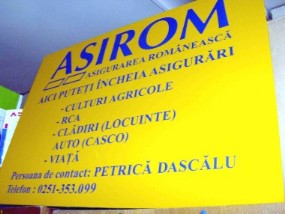 ASIROM
ASIGURAREA ROMÂNEASCĂ
AICI PUTEȚI ÎNCHEIA ASIGURĂRI
- CULTURI AGRICOLE
- RCA
- CLĂDIRI (LOCUINTE)
AUTO (CASCO)
- VIAȚĂ
Persoana de contact: PETRICĂ DASCĂLU
Telefon : 0251-353.099